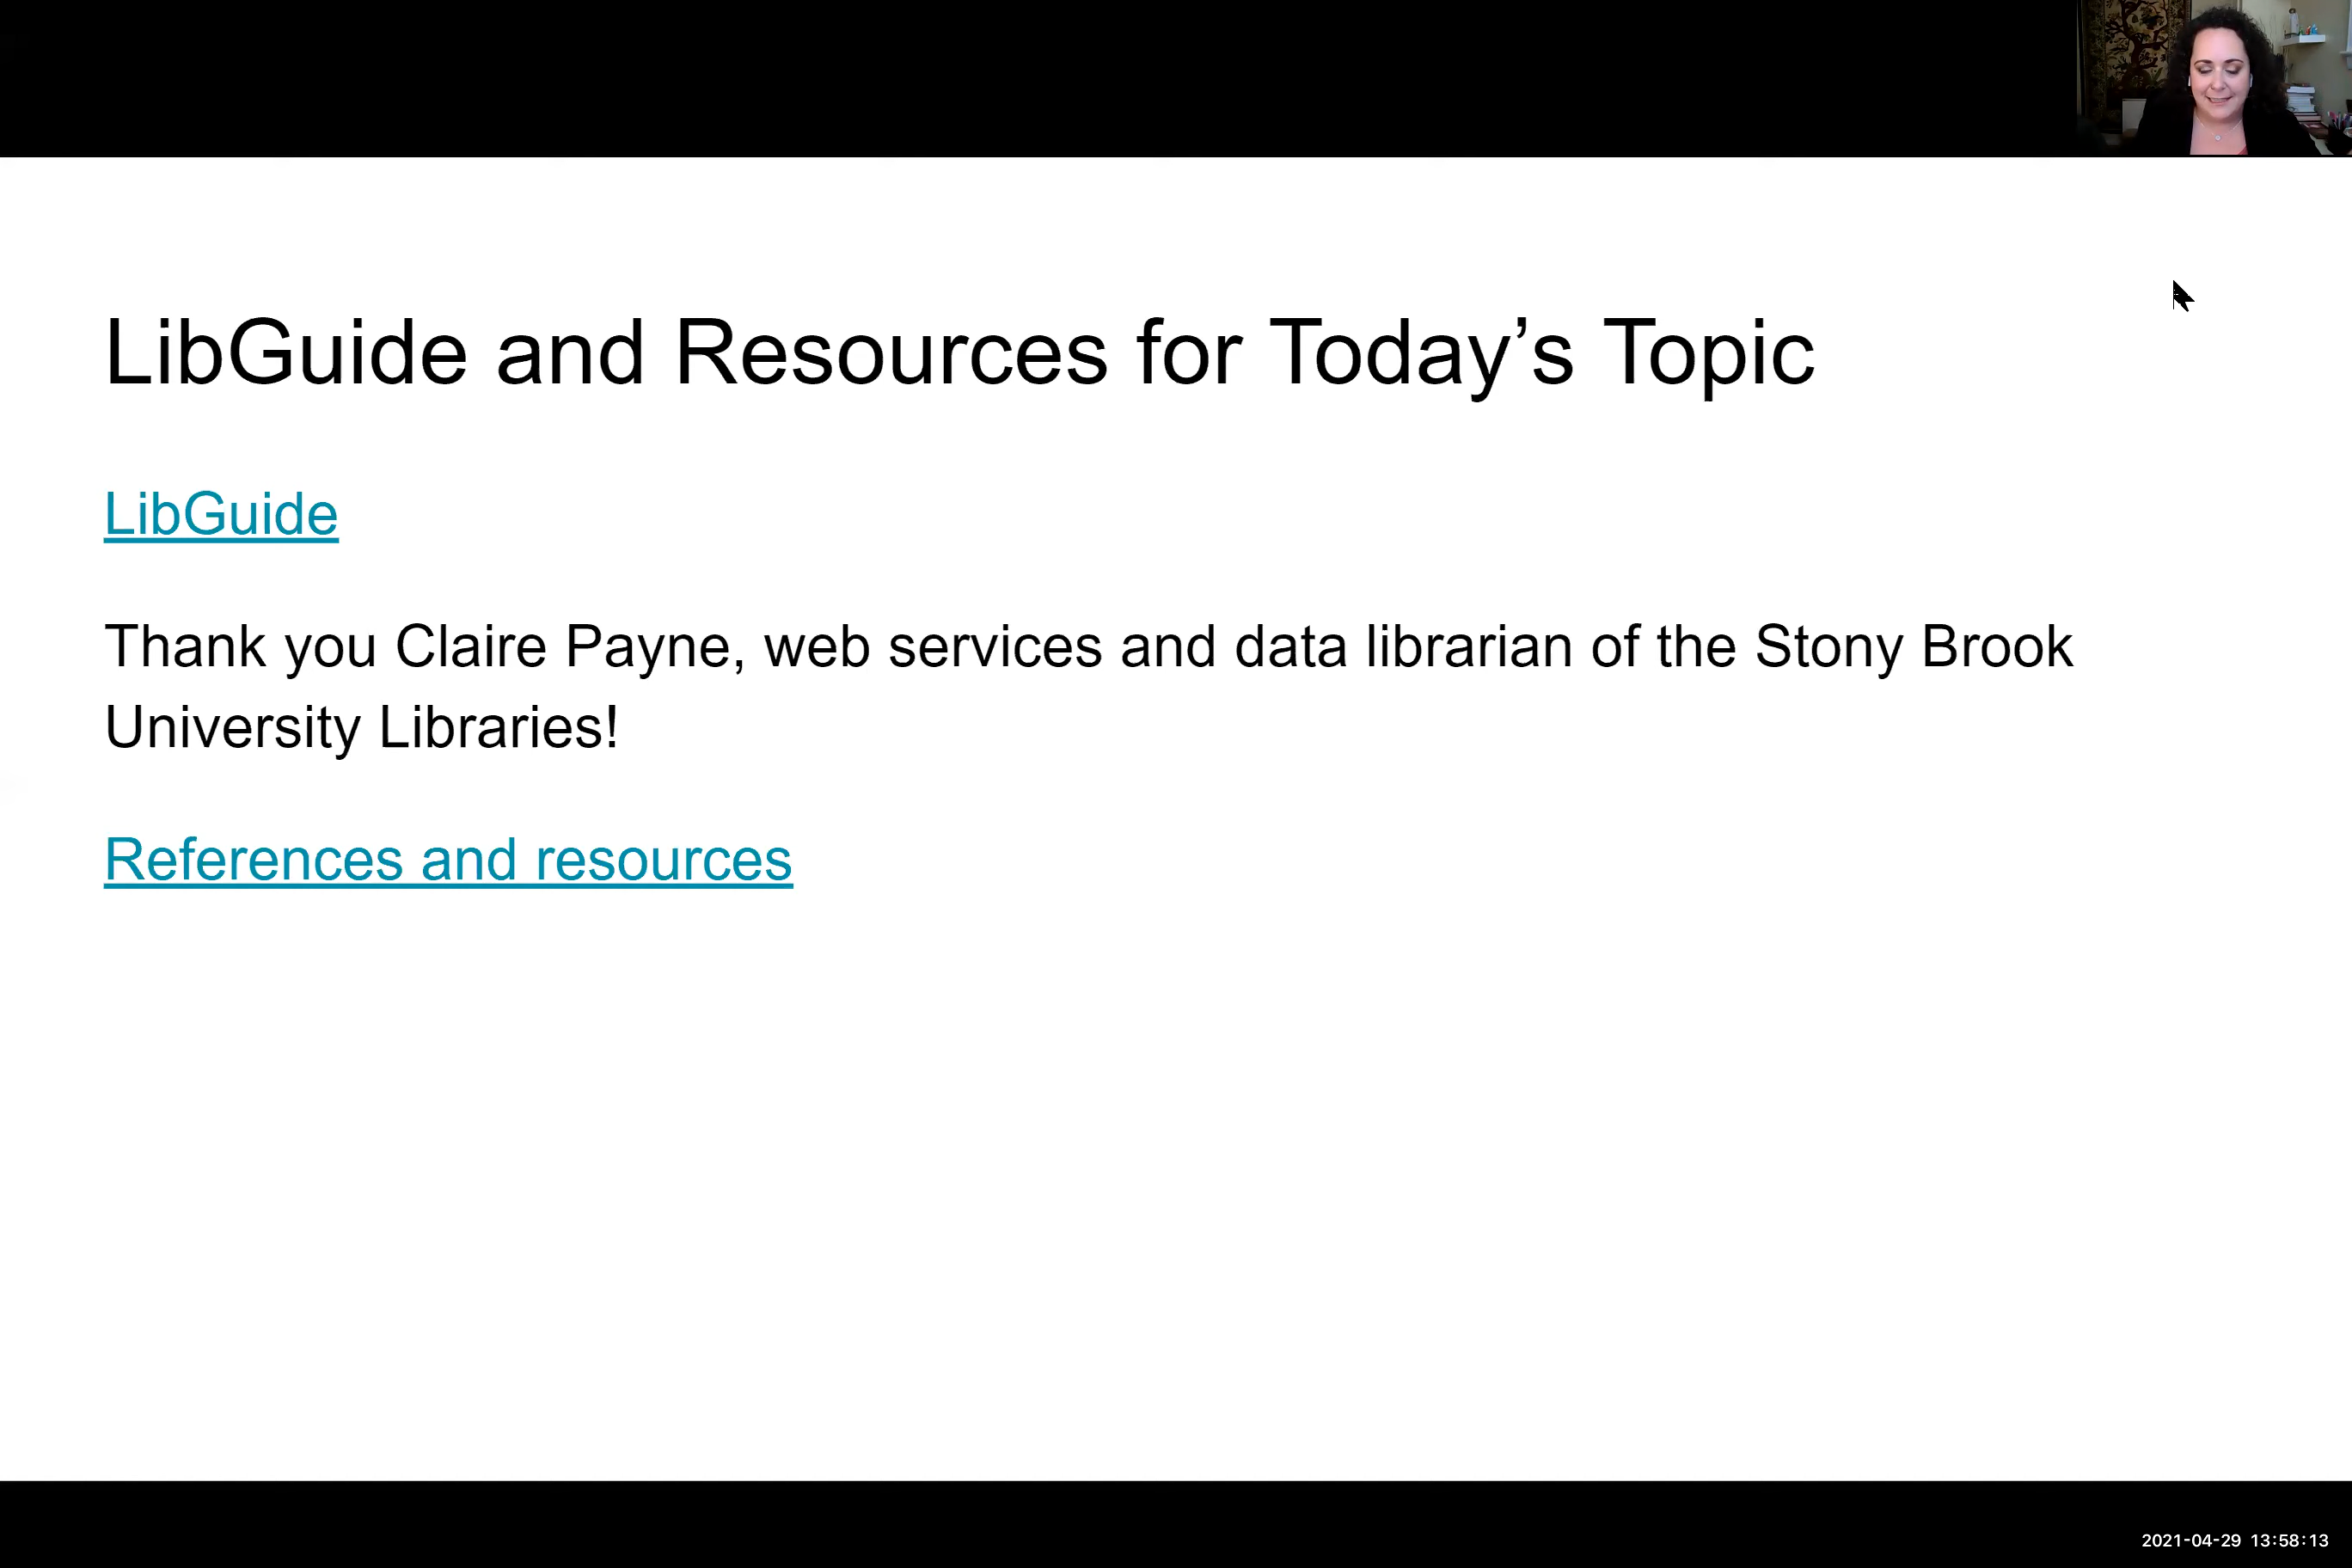 LibGuide and Resources for Today’s Topic
LibGuide
Thank you Claire Payne, web services and data librarian of the Stony Brook
University Libraries!
References and resources
2021-04-29 13:58:13